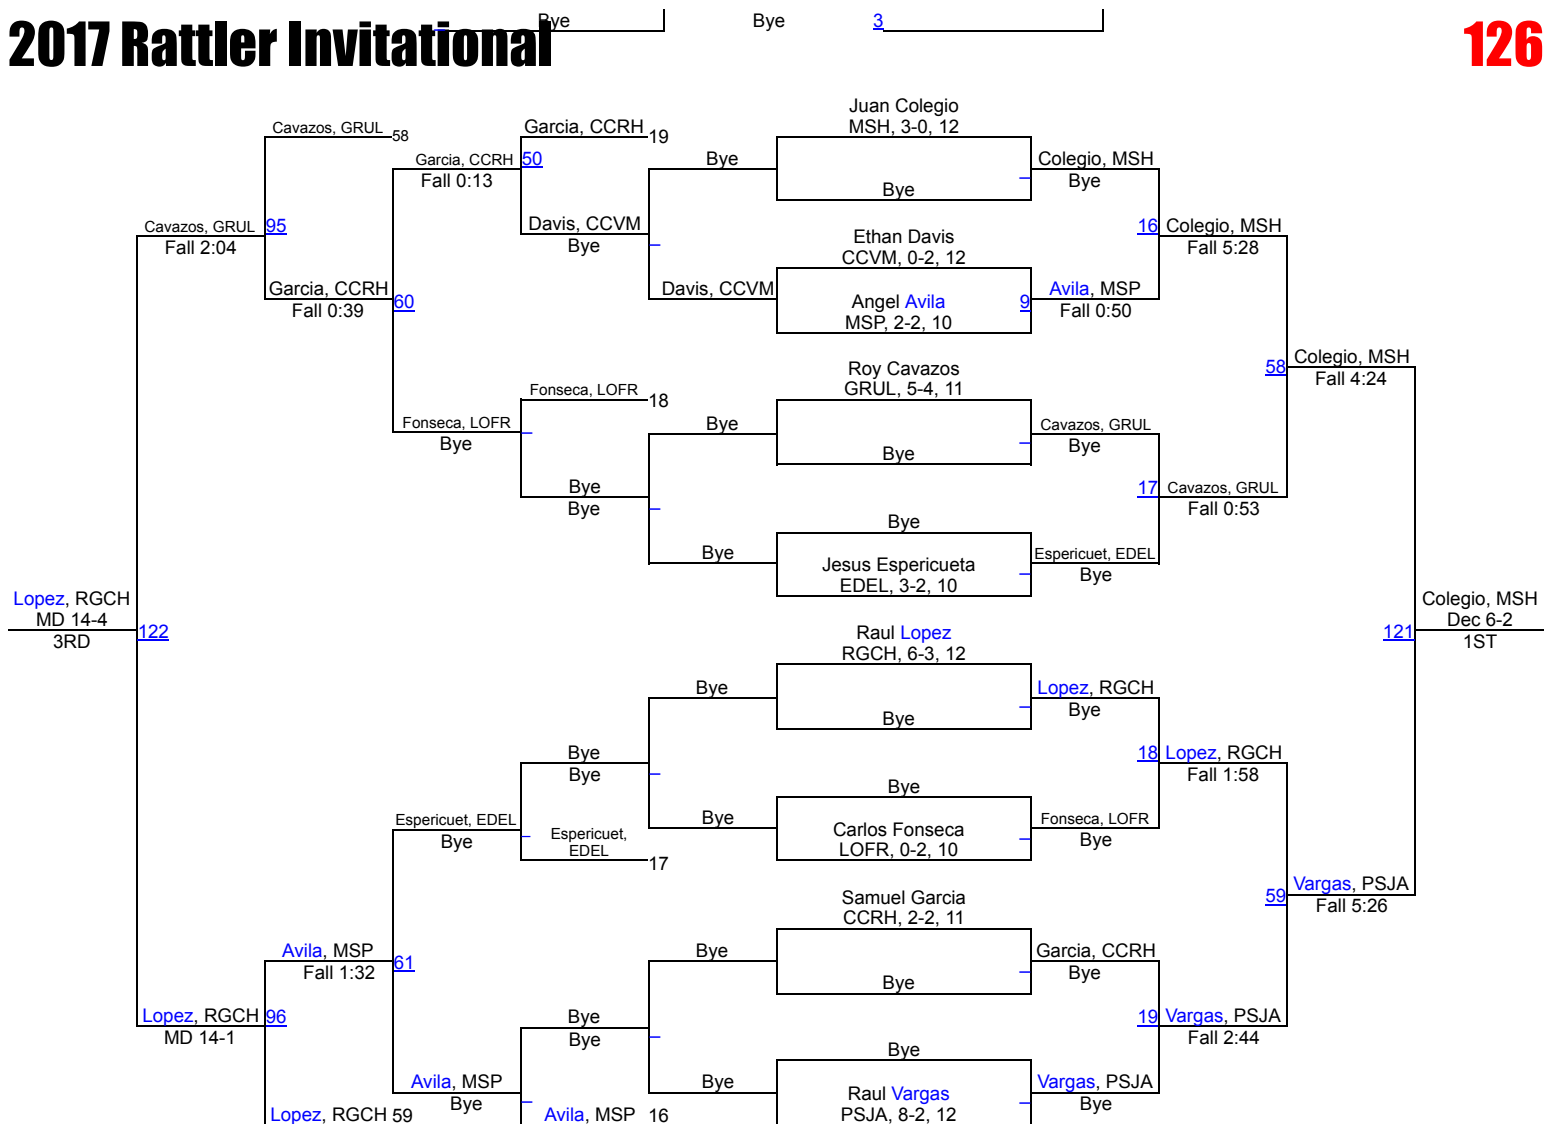 Bye
Bye
3
2017 Rattler Invitational
126
Cavazos, GRUL
58
95
Cavazos, GRUL
Fall 2:04
Garcia, CCRH
Fall 0:39
Garcia, CCRH
Fall 0:13
60
Garcia, CCRH
19
50
Davis, CCVM
Bye
Fonseca, LOFR
18
Fonseca, LOFR
Bye
Bye
Bye
Bye
Davis, CCVM
Bye
Bye
Juan Colegio
MSH, 3-0, 12
Bye
Ethan Davis
CCVM, 0-2, 12
Angel Avila
MSP, 2-2, 10
9
Roy Cavazos
GRUL, 5-4, 11
Bye
Bye
Jesus Espericueta
EDEL, 3-2, 10
Colegio, MSH
Bye
16
Avila, MSP
Fall 0:50
Cavazos, GRUL
Bye
17
Espericuet, EDEL
Bye
Colegio, MSH
Fall 5:28
58
Cavazos, GRUL
Fall 0:53
Colegio, MSH
Fall 4:24
Lopez, RGCH
MD 14-4
3RD
122
121
Colegio, MSH
Dec 6-2
1ST
Raul Lopez
RGCH, 6-3, 12
Bye
Bye
Carlos Fonseca
LOFR, 0-2, 10
Samuel Garcia
CCRH, 2-2, 11
Bye
Bye
Raul Vargas
PSJA, 8-2, 12
Bye
Bye
Bye
Bye
Bye
Bye
Espericuet, EDEL
Bye
Espericuet,
EDEL
17
Avila, MSP
Fall 1:32
61
Lopez, RGCH
MD 14-1
96
Bye
Bye
Avila, MSP
Bye
Lopez, RGCH 59
Avila, MSP 16
Lopez, RGCH
Bye
18
Fonseca, LOFR
Bye
Garcia, CCRH
Bye
19
Vargas, PSJA
Bye
Lopez, RGCH
Fall 1:58
59
Vargas, PSJA
Fall 2:44
Vargas, PSJA
Fall 5:26